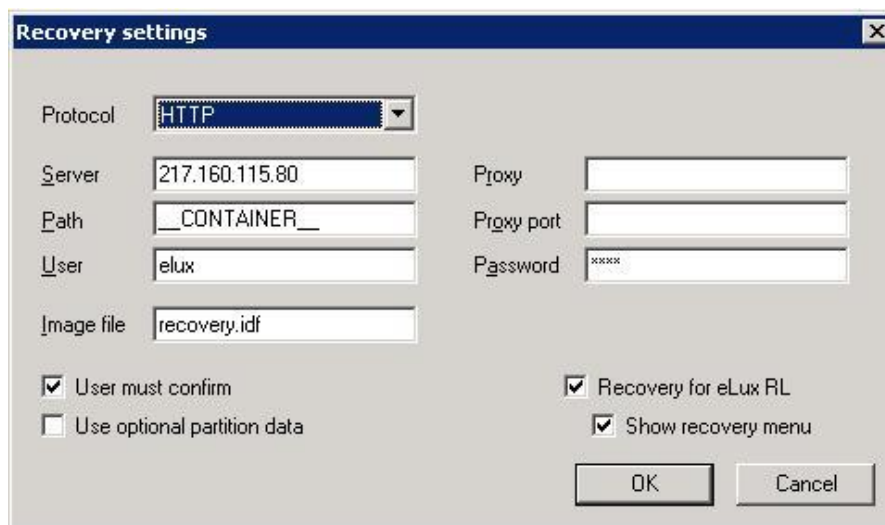 Recovery settings
Protocol HTTP
Server 217.160.115.80 Proxy
Path __CONTAINER__ Proxy port
User elux Password ****
Image file recovery.idf
User must confirm Recovery for eLux RL
Use optional partition data Show recovery menu
OK Cancel